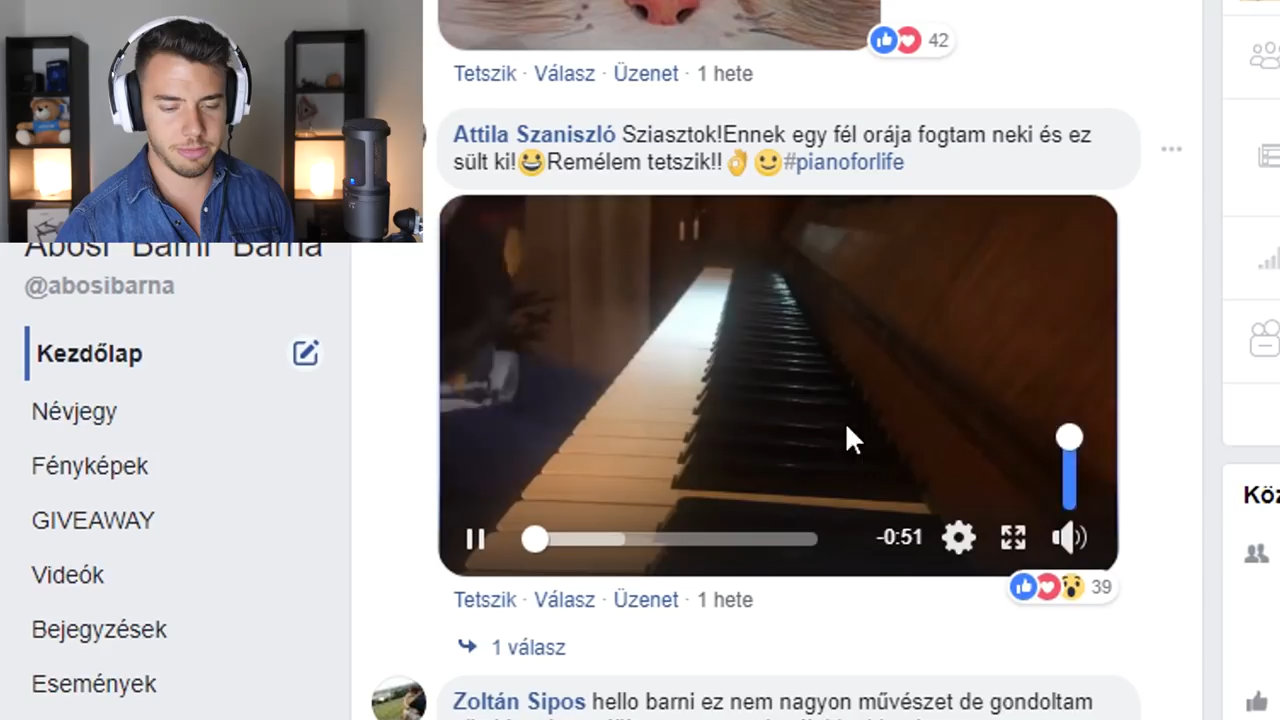 42
Tetszik · Válasz · Üzenet · 1 hete
Attila Szaniszló Sziasztok!Ennek egy fél orája fogtam neki és ez
sült ki!😃Remélem tetszik!!👌🙂#pianoforlife
-0:51
39
Tetszik · Válasz · Üzenet · 1 hete
1 válasz
Zoltán Sipos hello barni ez nem nagyon művészet de gondoltam
Abosi "Barni" Barna
@abosibarna
Kezdőlap
Névjegy
Fényképek
GIVEAWAY
Videók
Bejegyzések
Események
Köz